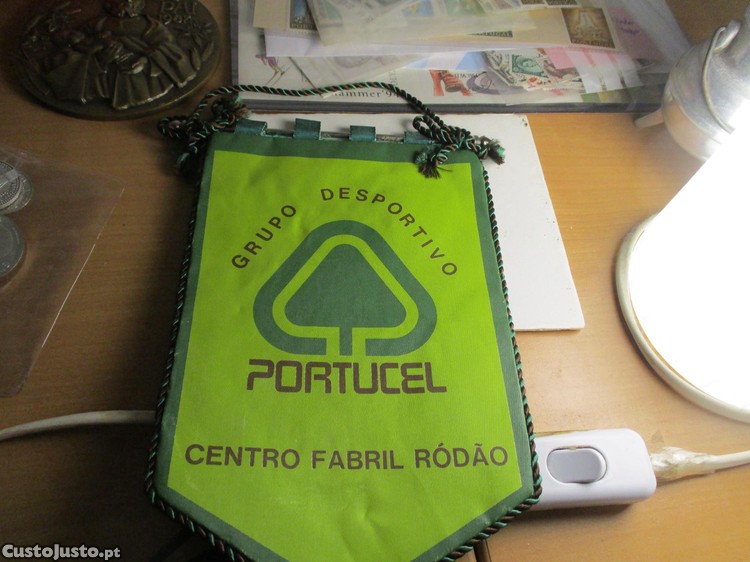 GRUPO DESPORTIVO
PORTUCEL
CENTRO FABRIL RÓDÃO
CustoJusto.pt